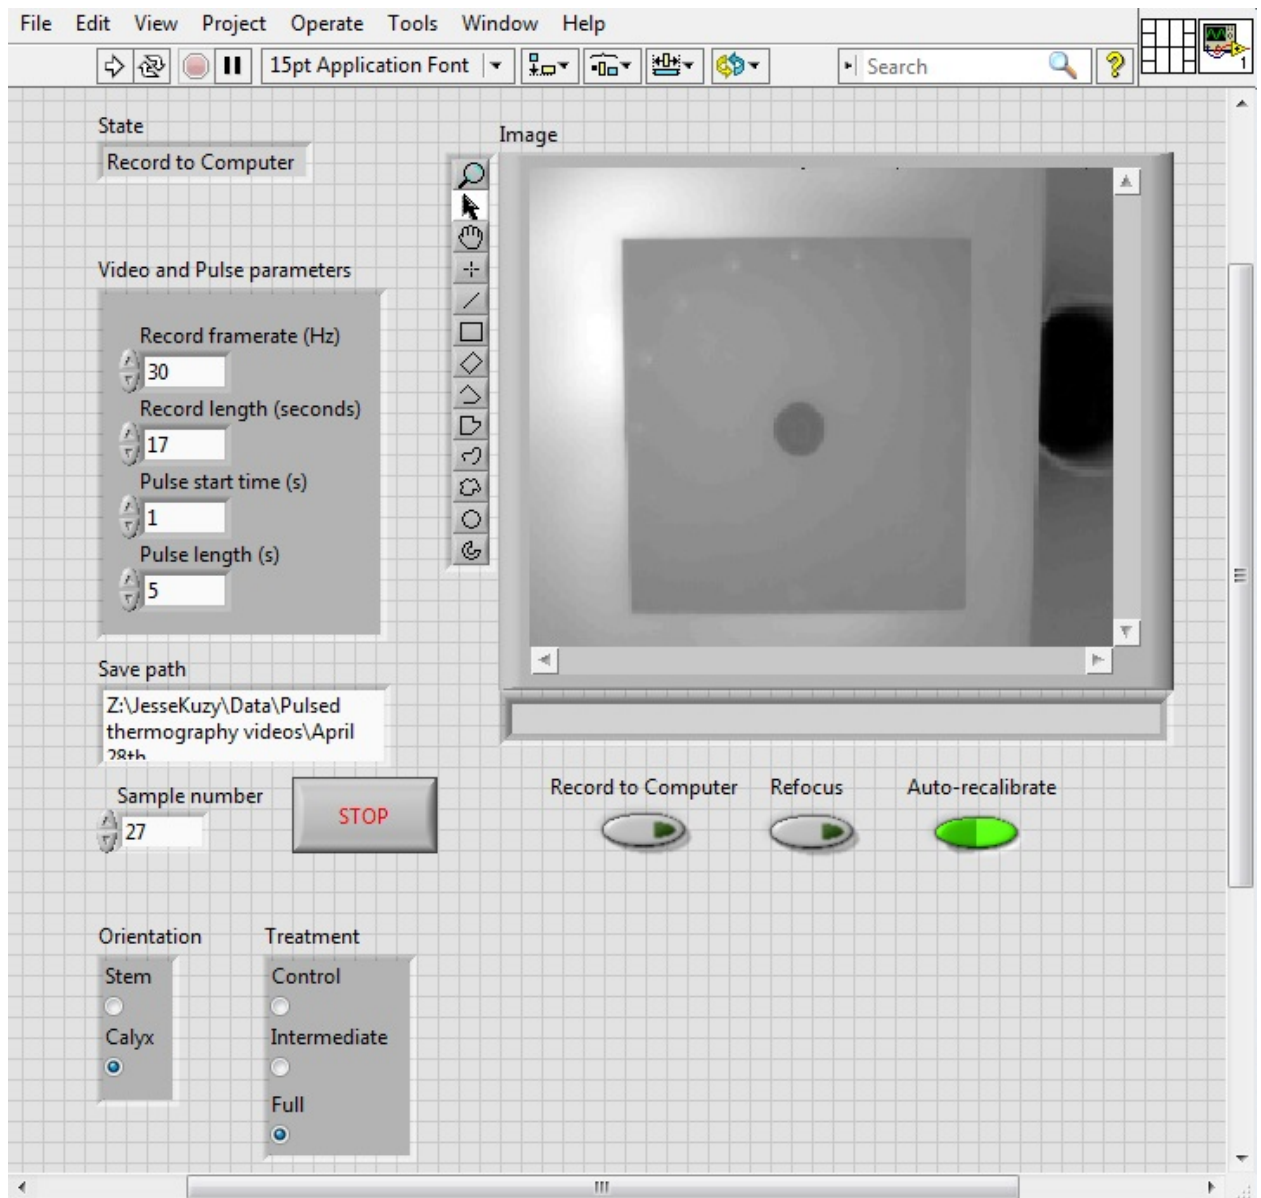 File Edit View Project Operate Tools Window Help
15pt Application Font
Search
1
State
Record to Computer
Image
Video and Pulse parameters
Record framerate (Hz)
30
Record length (seconds)
17
Pulse start time (s)
1
Pulse length (s)
5
Save path
Z:\JesseKuzy\Data\Pulsed
thermography videos\April
28th
Sample number
27
STOP
Record to Computer Refocus Auto-recalibrate
Orientation Treatment
Stem Control
Calyx Intermediate
Full